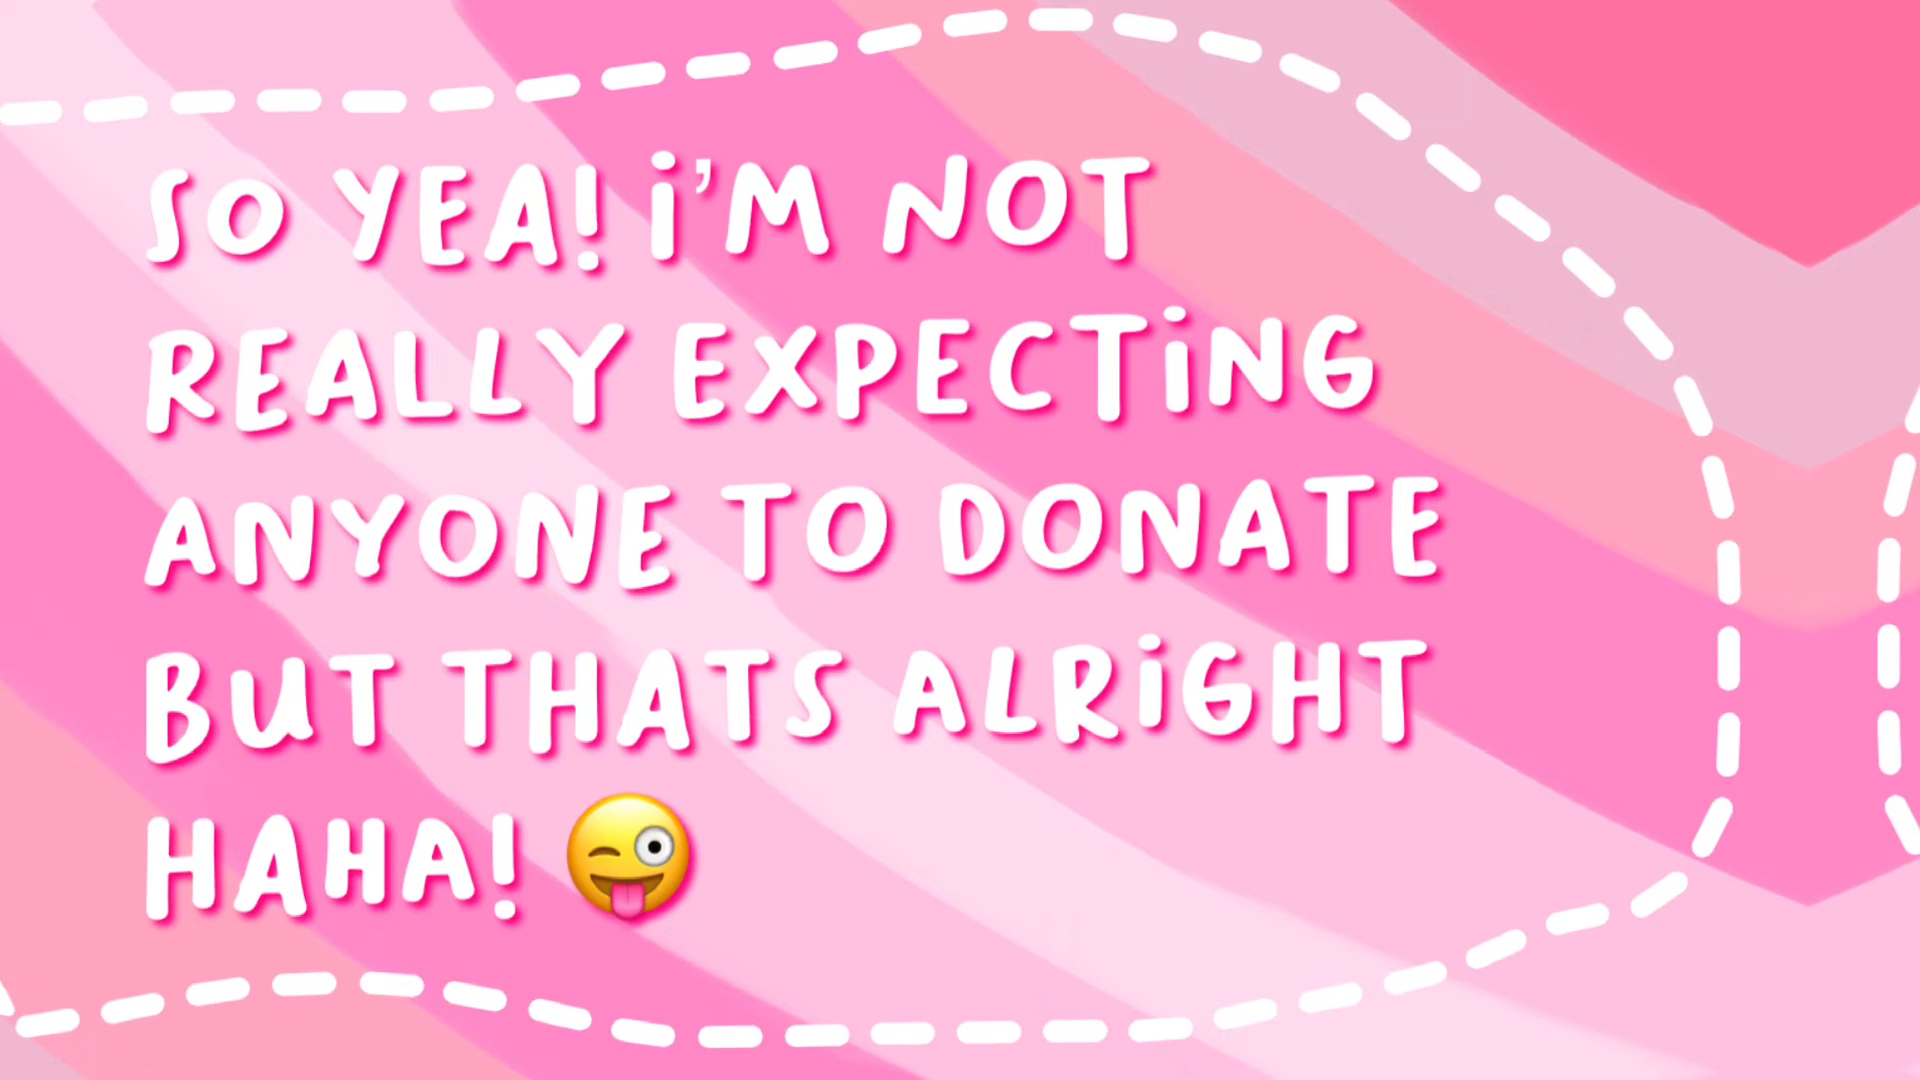 SO YEA! i'M NOT
REALLY EXPECTiNG
ANYONE TO DONATE
BUT THATS ALRiGHT
HAHA! 😜